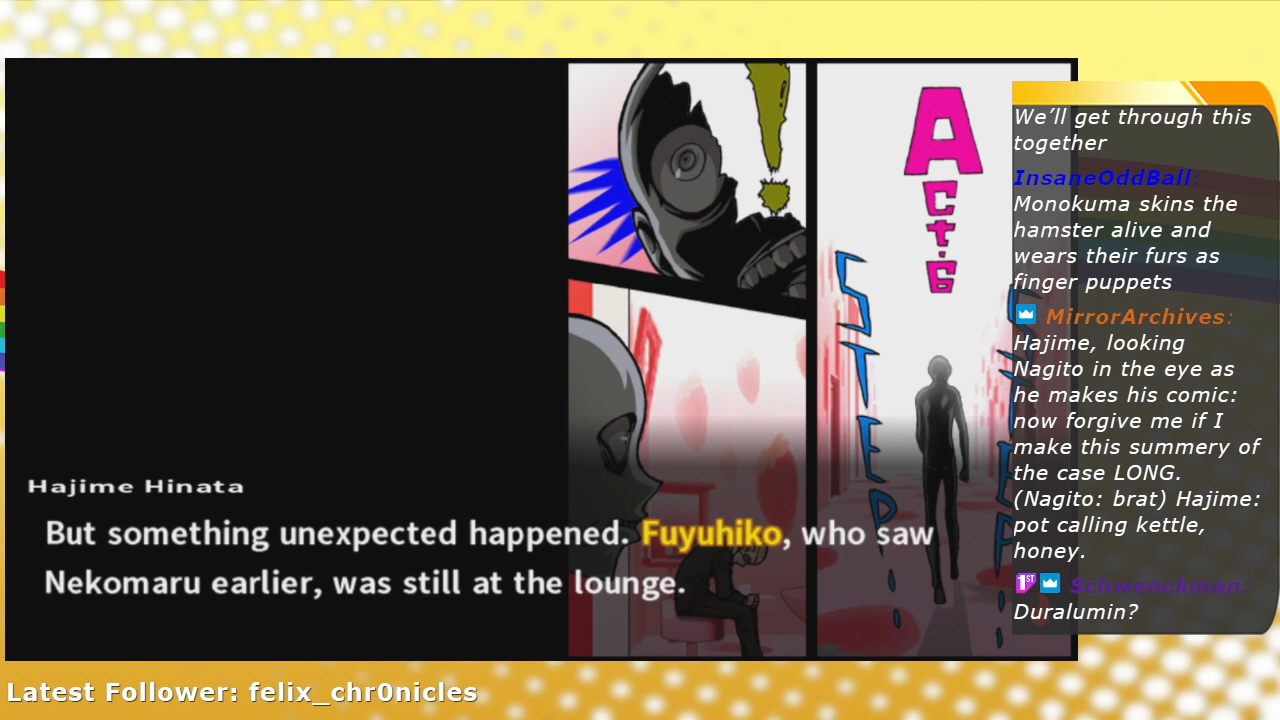 Act.6
STEP
STEP
Hajime Hinata
But something unexpected happened. Fuyuhiko, who saw
Nekomaru earlier, was still at the lounge.
We’ll get through this
together
InsaneOddBall:
Monokuma skins the
hamster alive and
wears their furs as
finger puppets
MirrorArchives:
Hajime, looking
Nagito in the eye as
he makes his comic:
now forgive me if I
make this summery of
the case LONG.
(Nagito: brat) Hajime:
pot calling kettle,
honey.
1ST Schwenckman:
Duralumin?
Latest Follower: felix_chr0nicles